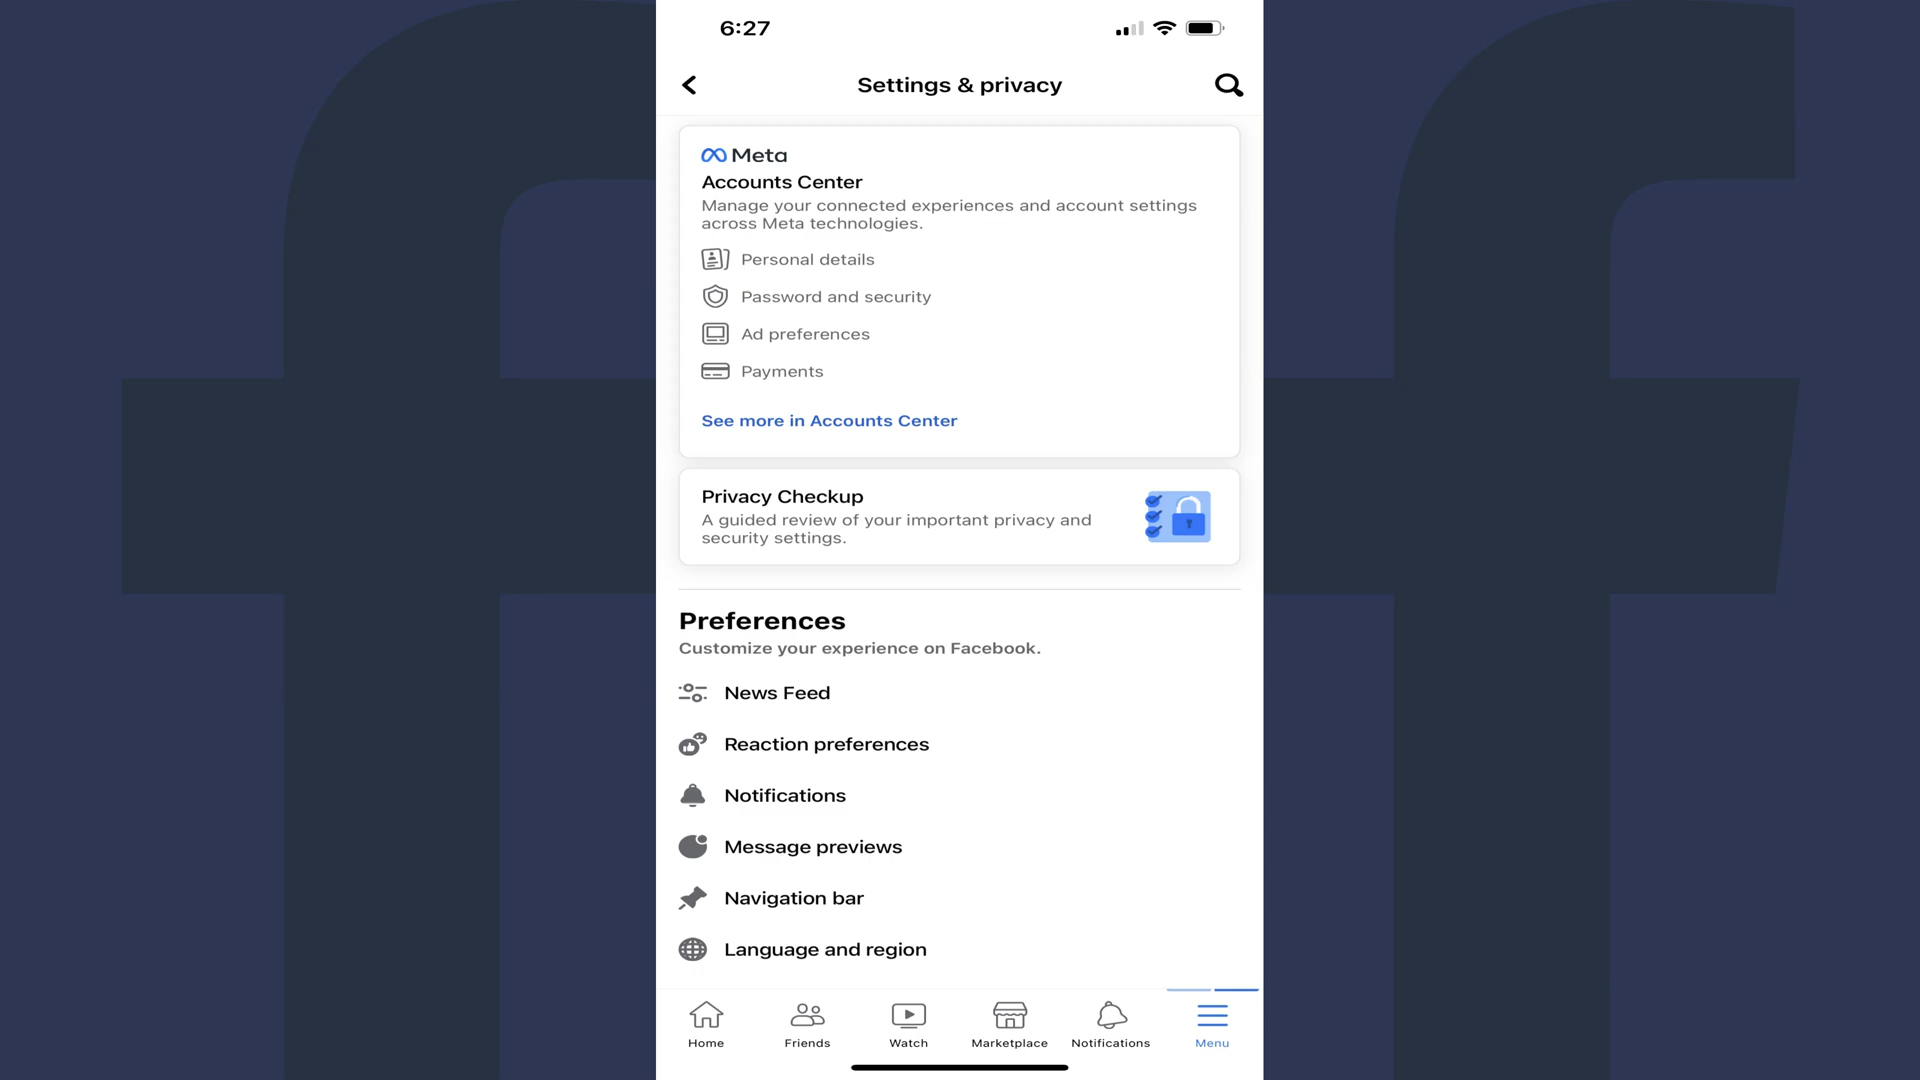 6:27
Settings & privacy
Meta
Accounts Center
Manage your connected experiences and account settings
across Meta technologies.
Personal details
Password and security
Ad preferences
Payments
See more in Accounts Center
Privacy Checkup
A guided review of your important privacy and
security settings.
Preferences
Customize your experience on Facebook.
News Feed
Reaction preferences
Notifications
Message previews
Navigation bar
Language and region
Home Friends Watch Marketplace Notifications Menu